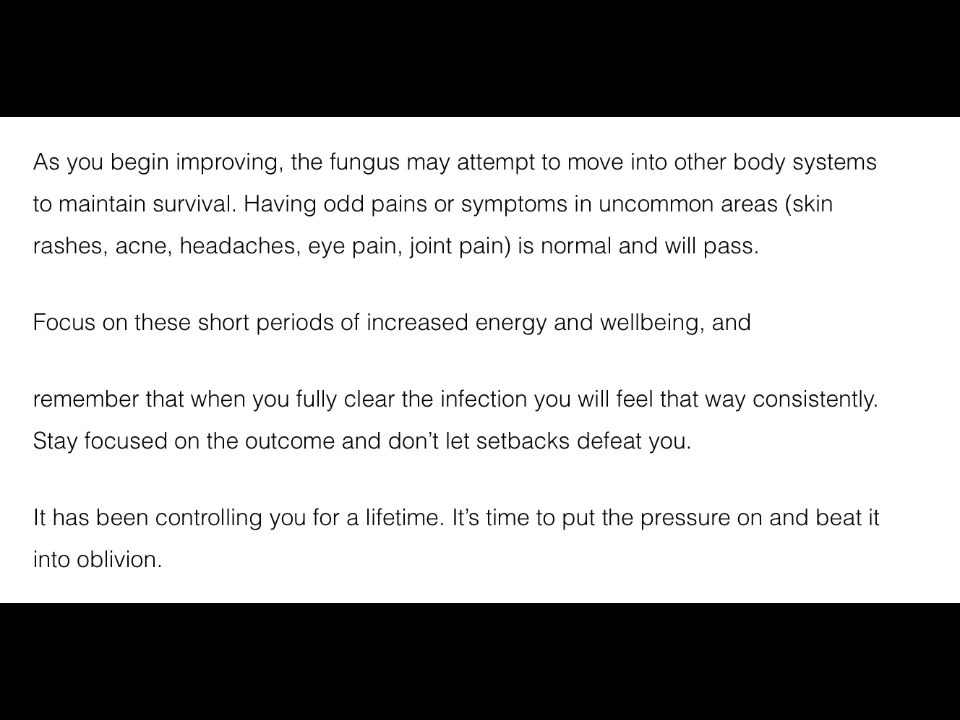 As you begin improving, the fungus may attempt to move into other body systems
to maintain survival. Having odd pains or symptoms in uncommon areas (skin
rashes, acne, headaches, eye pain, joint pain) is normal and will pass.
Focus on these short periods of increased energy and wellbeing, and
remember that when you fully clear the infection you will feel that way consistently.
Stay focused on the outcome and don’t let setbacks defeat you.
It has been controlling you for a lifetime. It’s time to put the pressure on and beat it
into oblivion.